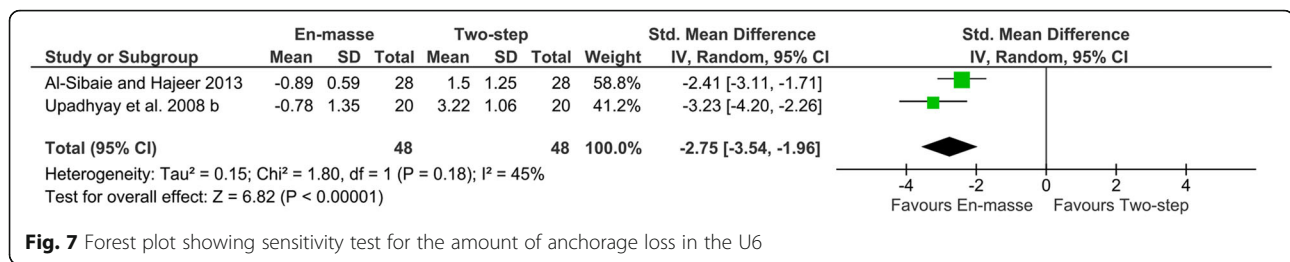 En-masse Two-step Std. Mean Difference Std. Mean Difference
Study or Subgroup Mean SD Total Mean SD Total Weight IV, Random, 95% CI IV, Random, 95% CI
Al-Sibaie and Hajeer 2013 -0.89 0.59 28 1.5 1.25 28 58.8% -2.41 [-3.11, -1.71]
Upadhyay et al. 2008 b -0.78 1.35 20 3.22 1.06 20 41.2% -3.23 [-4.20, -2.26]
Total (95% CI) 48 48 100.0% -2.75 [-3.54, -1.96]
Heterogeneity: Tau² = 0.15; Chi² = 1.80, df = 1 (P = 0.18); I² = 45%
Test for overall effect: Z = 6.82 (P < 0.00001)
-4 -2 0 2 4
Favours En-masse Favours Two-step
Fig. 7 Forest plot showing sensitivity test for the amount of anchorage loss in the U6